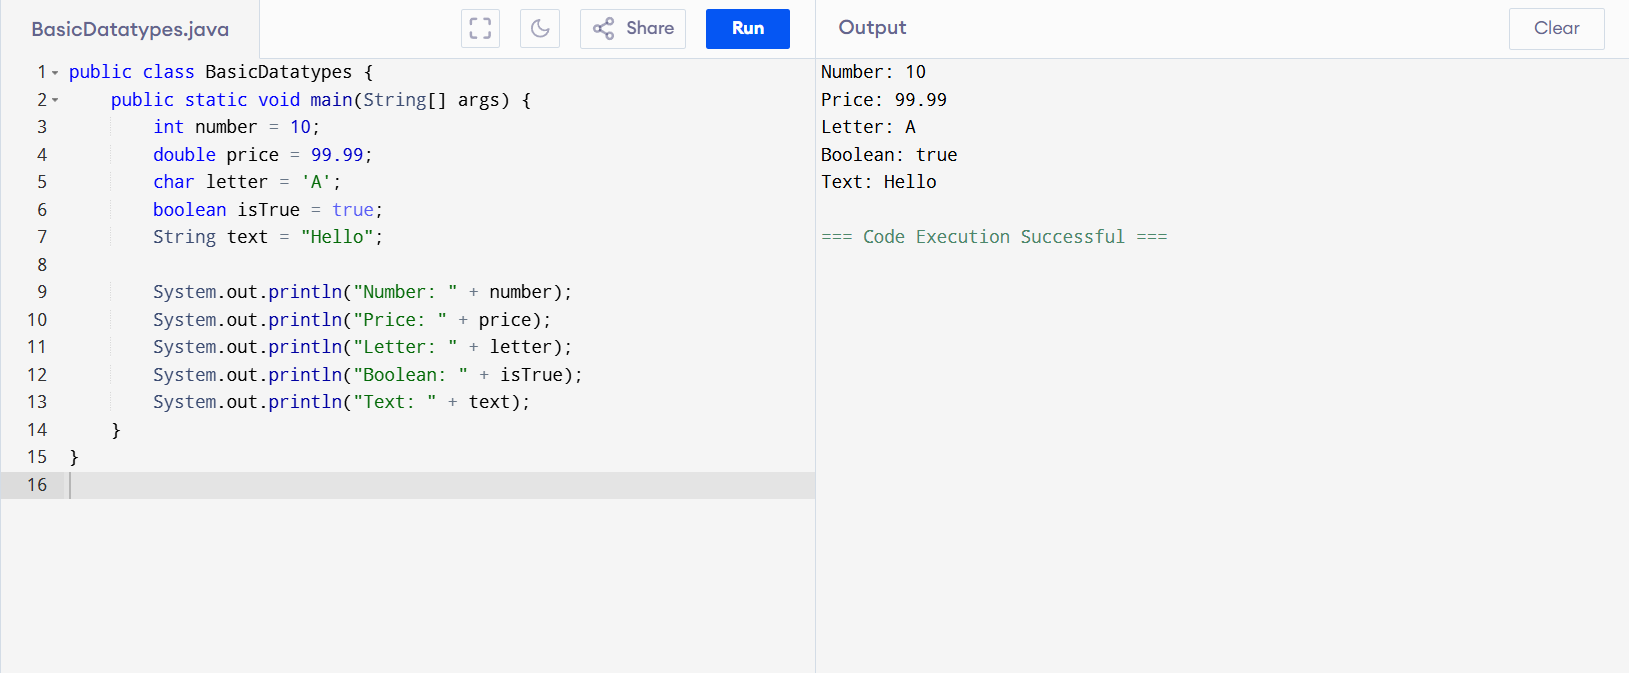 BasicDatatypes.java
Share
Run
Output
Clear
1 public class BasicDatatypes {
2     public static void main(String[] args) {
3         int number = 10;
4         double price = 99.99;
5         char letter = 'A';
6         boolean isTrue = true;
7         String text = "Hello";
8
9         System.out.println("Number: " + number);
10         System.out.println("Price: " + price);
11         System.out.println("Letter: " + letter);
12         System.out.println("Boolean: " + isTrue);
13         System.out.println("Text: " + text);
14     }
15 }
16
Number: 10
Price: 99.99
Letter: A
Boolean: true
Text: Hello
=== Code Execution Successful ===